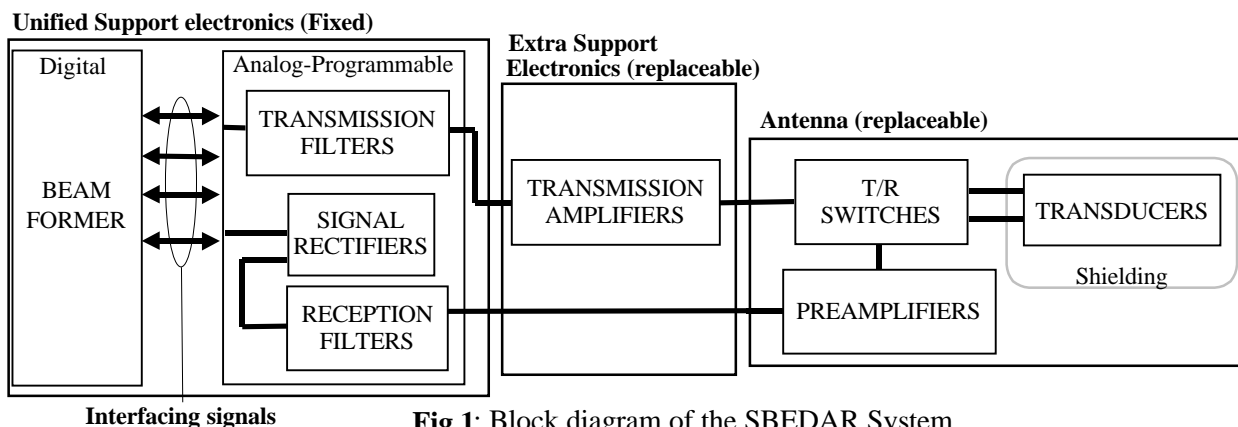 Unified Support electronics (Fixed)
Digital
BEAM
FORMER
Analog-Programmable
TRANSMISSION
FILTERS
SIGNAL
RECTIFIERS
RECEPTION
FILTERS
Interfacing signals
Extra Support
Electronics (replaceable)
TRANSMISSION
AMPLIFIERS
Antenna (replaceable)
T/R
SWITCHES
TRANSDUCERS
Shielding
PREAMPLIFIERS
Fig 1: Block diagram of the SBEDAR System